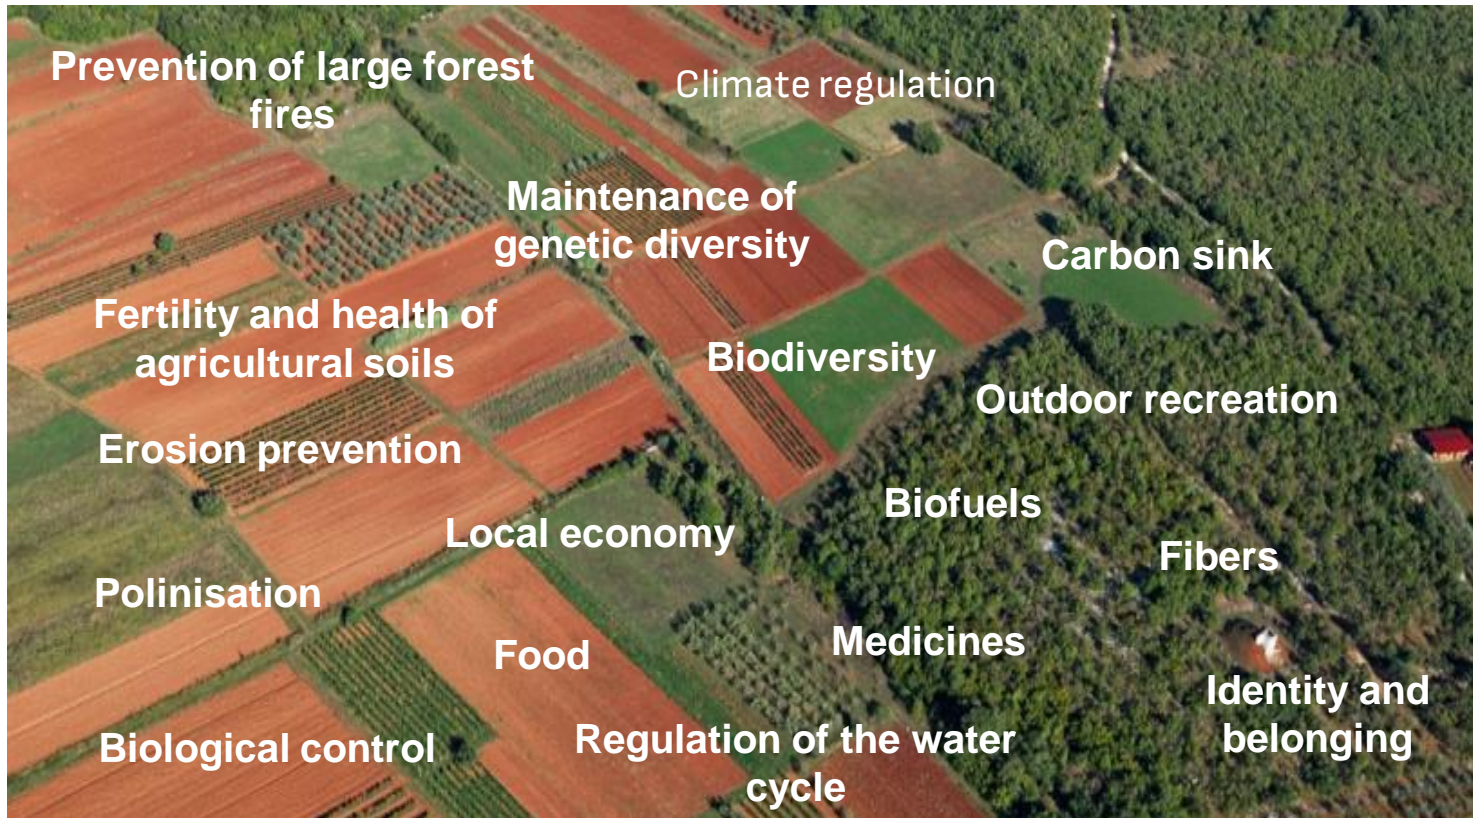 Prevention of large forest
fires
Climate regulation
Maintenance of
genetic diversity
Carbon sink
Fertility and health of
agricultural soils
Biodiversity
Outdoor recreation
Erosion prevention
Biofuels
Local economy
Fibers
Polinisation
Food
Medicines
Identity and
belonging
Biological control
Regulation of the water
cycle